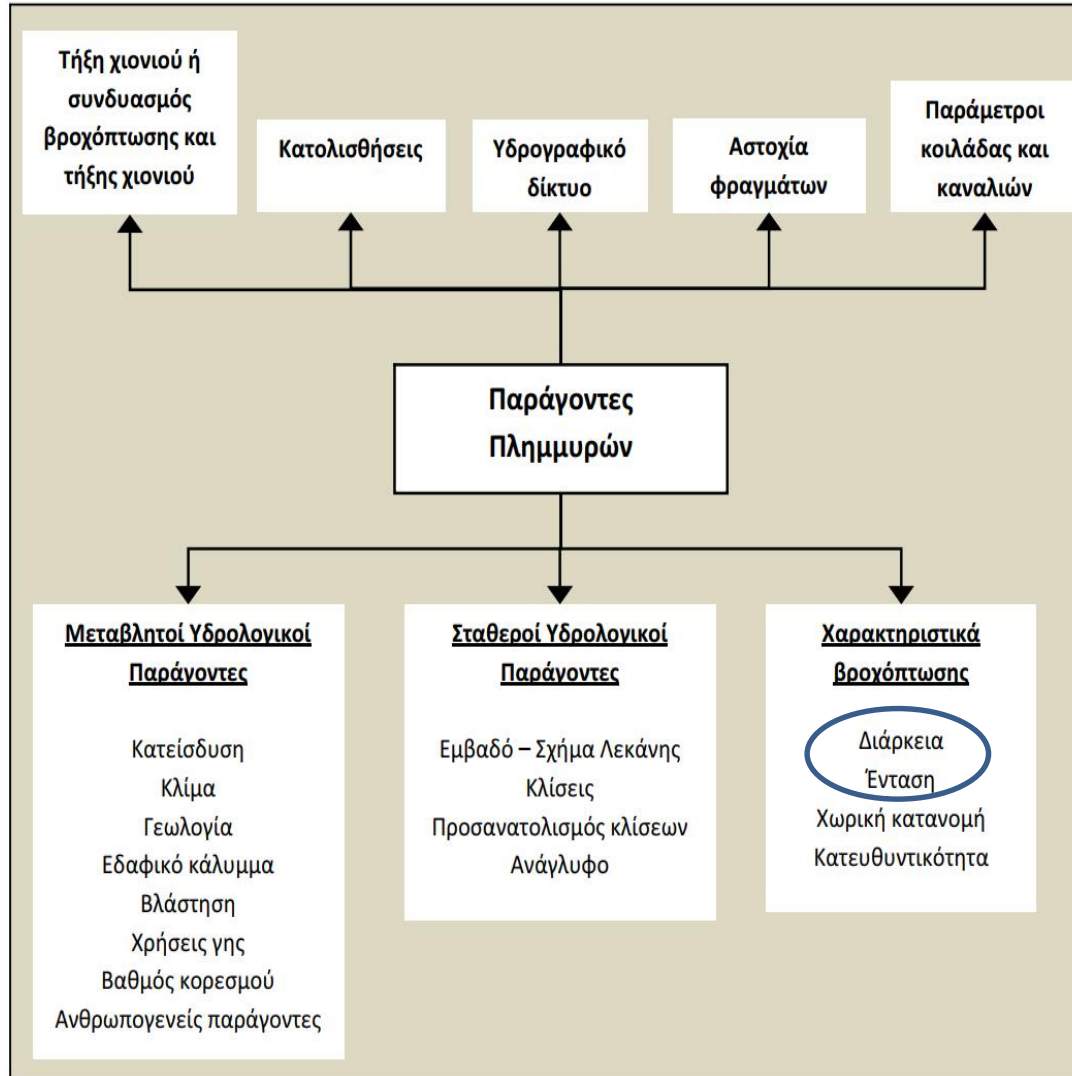 Τήξη χιονιού ή
συνδυασμός
βροχόπτωσης και
τήξης χιονιού
Κατολισθήσεις
Υδρογραφικό
δίκτυο
Αστοχία
φραγμάτων
Παράμετροι
κοιλάδας και
καναλιών
Παράγοντες
Πλημμυρών
Μεταβλητοί Υδρολογικοί
Παράγοντες
Κατείσδυση
Κλίμα
Γεωλογία
Εδαφικό κάλυμμα
Βλάστηση
Χρήσεις γης
Βαθμός κορεσμού
Ανθρωπογενείς παράγοντες
Σταθεροί Υδρολογικοί
Παράγοντες
Εμβαδό – Σχήμα Λεκάνης
Κλίσεις
Προσανατολισμός κλίσεων
Ανάγλυφο
Χαρακτηριστικά
βροχόπτωσης
Διάρκεια
Ένταση
Χωρική κατανομή
Κατευθυντικότητα